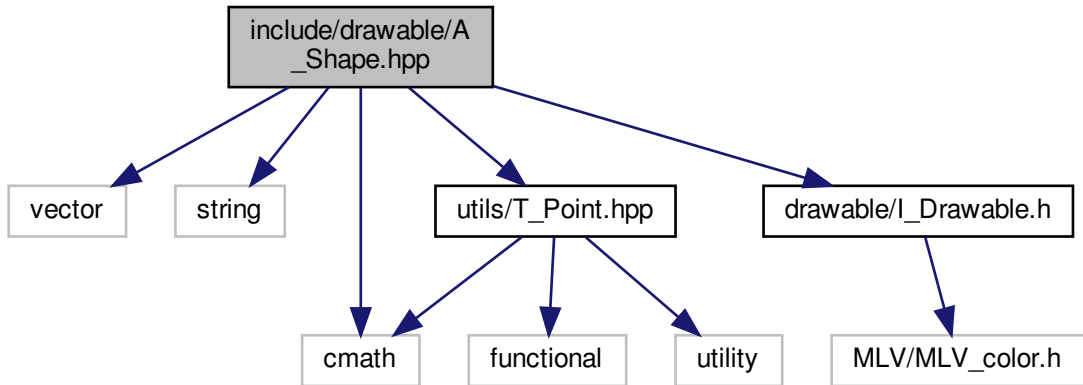 include/drawable/A
_Shape.hpp
vector
string
utils/T_Point.hpp
drawable/I_Drawable.h
cmath
functional
utility
MLV/MLV_color.h